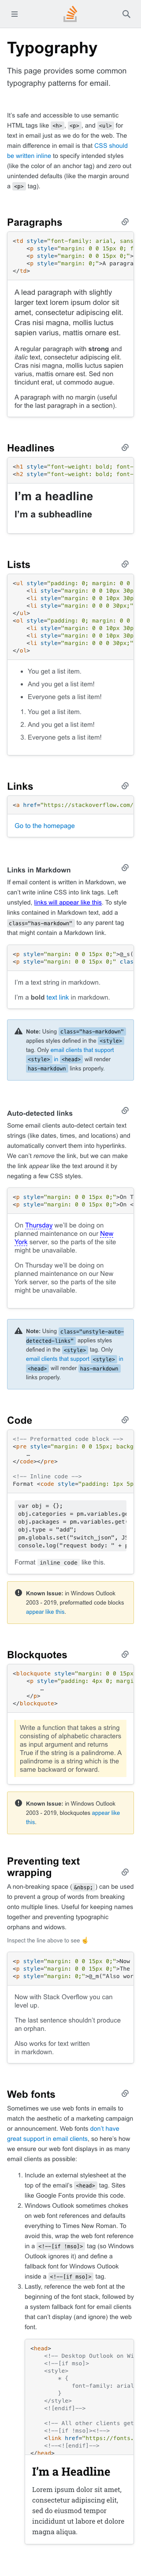 Typography
This page provides some common
typography patterns for email.
It's safe and accessible to use semantic
HTML tags like <h>, <p>, and <ul> for
text in email just as we do for the web. The
main difference in email is that CSS should
be written inline to specify intended styles
(like the color of an anchor tag) and zero out
unwanted defaults (like the margin around
a <p> tag).
Paragraphs
<td style="font-family: arial, sans
<p style="margin: 0 0 15px 0; f
<p style="margin: 0 0 15px 0;">
<p style="margin: 0;">A paragra
</td>
A lead paragraph with slightly
larger text lorem ipsum dolor sit
amet, consectetur adipiscing elit.
Cras nisi magna, mollis luctus
sapien varius, mattis ornare est.
A regular paragraph with strong and
italic text, consectetur adipiscing elit.
Cras nisi magna, mollis luctus sapien
varius, mattis ornare est. Sed non
tincidunt erat, ut commodo augue.
A paragraph with no margin (useful
for the last paragraph in a section).
Headlines
<h1 style="font-weight: bold; font-
<h2 style="font-weight: bold; font-
I'm a headline
I'm a subheadline
Lists
<ul style="padding: 0; margin: 0 0
<li style="margin: 0 0 10px 30p
<li style="margin: 0 0 10px 30p
<li style="margin: 0 0 0 30px;"
</ul>
<ol style="padding: 0; margin: 0 0
<li style="margin: 0 0 10px 30p
<li style="margin: 0 0 10px 30p
<li style="margin: 0 0 0 30px;"
</ol>
• You get a list item.
• And you get a list item!
• Everyone gets a list item!
1. You get a list item.
2. And you get a list item!
3. Everyone gets a list item!
Links
<a href="https://stackoverflow.com/
Go to the homepage
Links in Markdown
If email content is written in Markdown, we
can't write inline CSS into link tags. Left
unstyled, links will appear like this. To style
links contained in Markdown text, add a
class="has-markdown" to any parent tag
that might contain a Markdown link.
<p style="margin: 0 0 15px;">@_s(
<p style="margin: 0 0 15px;" clas
I'm a text string in markdown.
I'm a bold text link in markdown.
Note: Using class="has-markdown"
applies styles defined in the <style>
tag. Only email clients that support
<style> in <head> will render
has-markdown links properly.
Auto-detected links
Some email clients auto-detect certain text
strings (like dates, times, and locations) and
automatically convert them into hyperlinks.
We can't remove the link, but we can make
the link appear like the text around it by
negating a few CSS styles.
<p style="margin: 0 0 15px 0;">On T
<p style="margin: 0 0 15px 0;">On <
On Thursday we'll be doing on
planned maintenance on our New
York server, so the parts of the site
might be unavailable.
On Thursday we'll be doing on
planned maintenance on our New
York server, so the parts of the site
might be unavailable.
Note: Using class="unstyle-auto-
detected-links" applies styles
defined in the <style> tag. Only
email clients that support <style> in
<head> will render has-markdown
links properly.
Code
<!-- Preformatted code block -->
<pre style="margin: 0 0 15px; backg
…
</code></pre>
<!-- Inline code -->
Format <code style="padding: 1px 5p
var obj = {};
obj.categories = pm.variables.ge
obj.packages = pm.variables.get(
obj.type = "add";
pm.globals.set("switch_json", JS
console.log("request body: " + p
Format inline code like this.
Known Issue: in Windows Outlook
2003 - 2019, preformatted code blocks
appear like this.
Blockquotes
<blockquote style="margin: 0 0 15px
<p style="padding: 4px 0; margi
…
</p>
</blockquote>
Write a function that takes a string
consisting of alphabetic characters
as input argument and returns
True if the string is a palindrome. A
palindrome is a string which is the
same backward or forward.
Known Issue: in Windows Outlook
2003 - 2019, blockquotes appear like
this.
Preventing text
wrapping
A non-breaking space (&nbsp;) can be used
prevent a group of words from breaking
onto multiple lines. Useful for keeping names
together and preventing typographic
orphans and widows.
Inspect the line above to see ☝
<p style="margin: 0 0 15px;">Now
<p style="margin: 0 0 15px;">The
<p style="margin: 0;">@_m("Also wor
Now with Stack Overflow you can
level up.
The last sentence shouldn't produce
an orphan.
Also works for text written
in markdown.
Web fonts
Sometimes we use web fonts in emails to
match the aesthetic of a marketing campaign
or announcement. Web fonts don't have
great support in email clients, so here's how
we ensure our web font displays in as many
email clients as possible:
1. Include an external stylesheet at the
top of the email's <head> tag. Sites
like Google Fonts provide this code.
2. Windows Outlook sometimes chokes
on web font references and defaults
everything to Times New Roman. To
avoid this, wrap the web font reference
in a <!--[if !mso]> tag (so Windows
Outlook ignores it) and define a
fallback font for Windows Outlook
inside a <!--[if mso]> tag.
3. Lastly, reference the web font at the
beginning of the font stack, followed by
a system fallback font for email clients
that can't display (and ignore) the web
font.
<head>
<!-- Desktop Outlook on Wi
<!--[if mso]>
<style>
* {
font-family: arial
}
</style>
<![endif]-->
<!-- All other clients get
<!--[if !mso]><!-->
<link href="https://fonts.
<!--<![endif]-->
</head>
I'm a Headline
Lorem ipsum dolor sit amet,
consectetur adipiscing elit,
sed do eiusmod tempor
incididunt ut labore et dolore
magna aliqua.